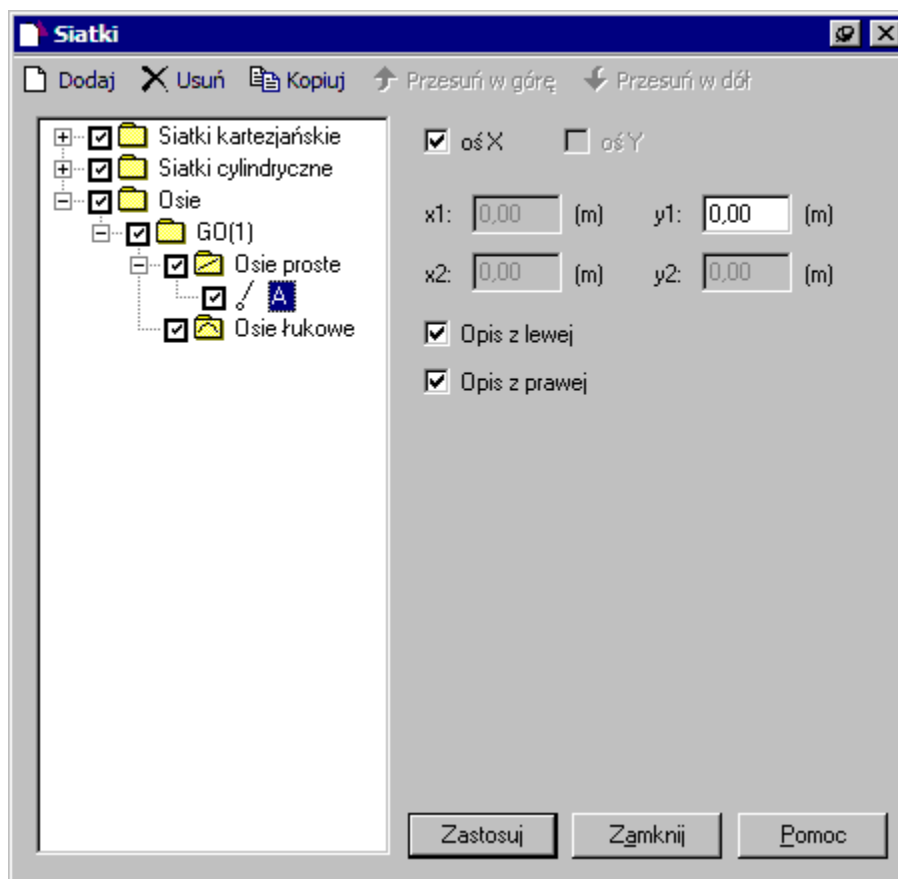 Siatki
Dodaj Usuń Kopiuj Przesuń w górę Przesuń w dół
Siatki kartezjańskie
Siatki cylindryczne
Osie
GO(1)
Osie proste
A
Osie łukowe
oś X oś Y
x1: 0,00 (m) y1: 0,00 (m)
x2: 0,00 (m) y2: 0,00 (m)
Opis z lewej
Opis z prawej
Zastosuj Zamknij Pomoc